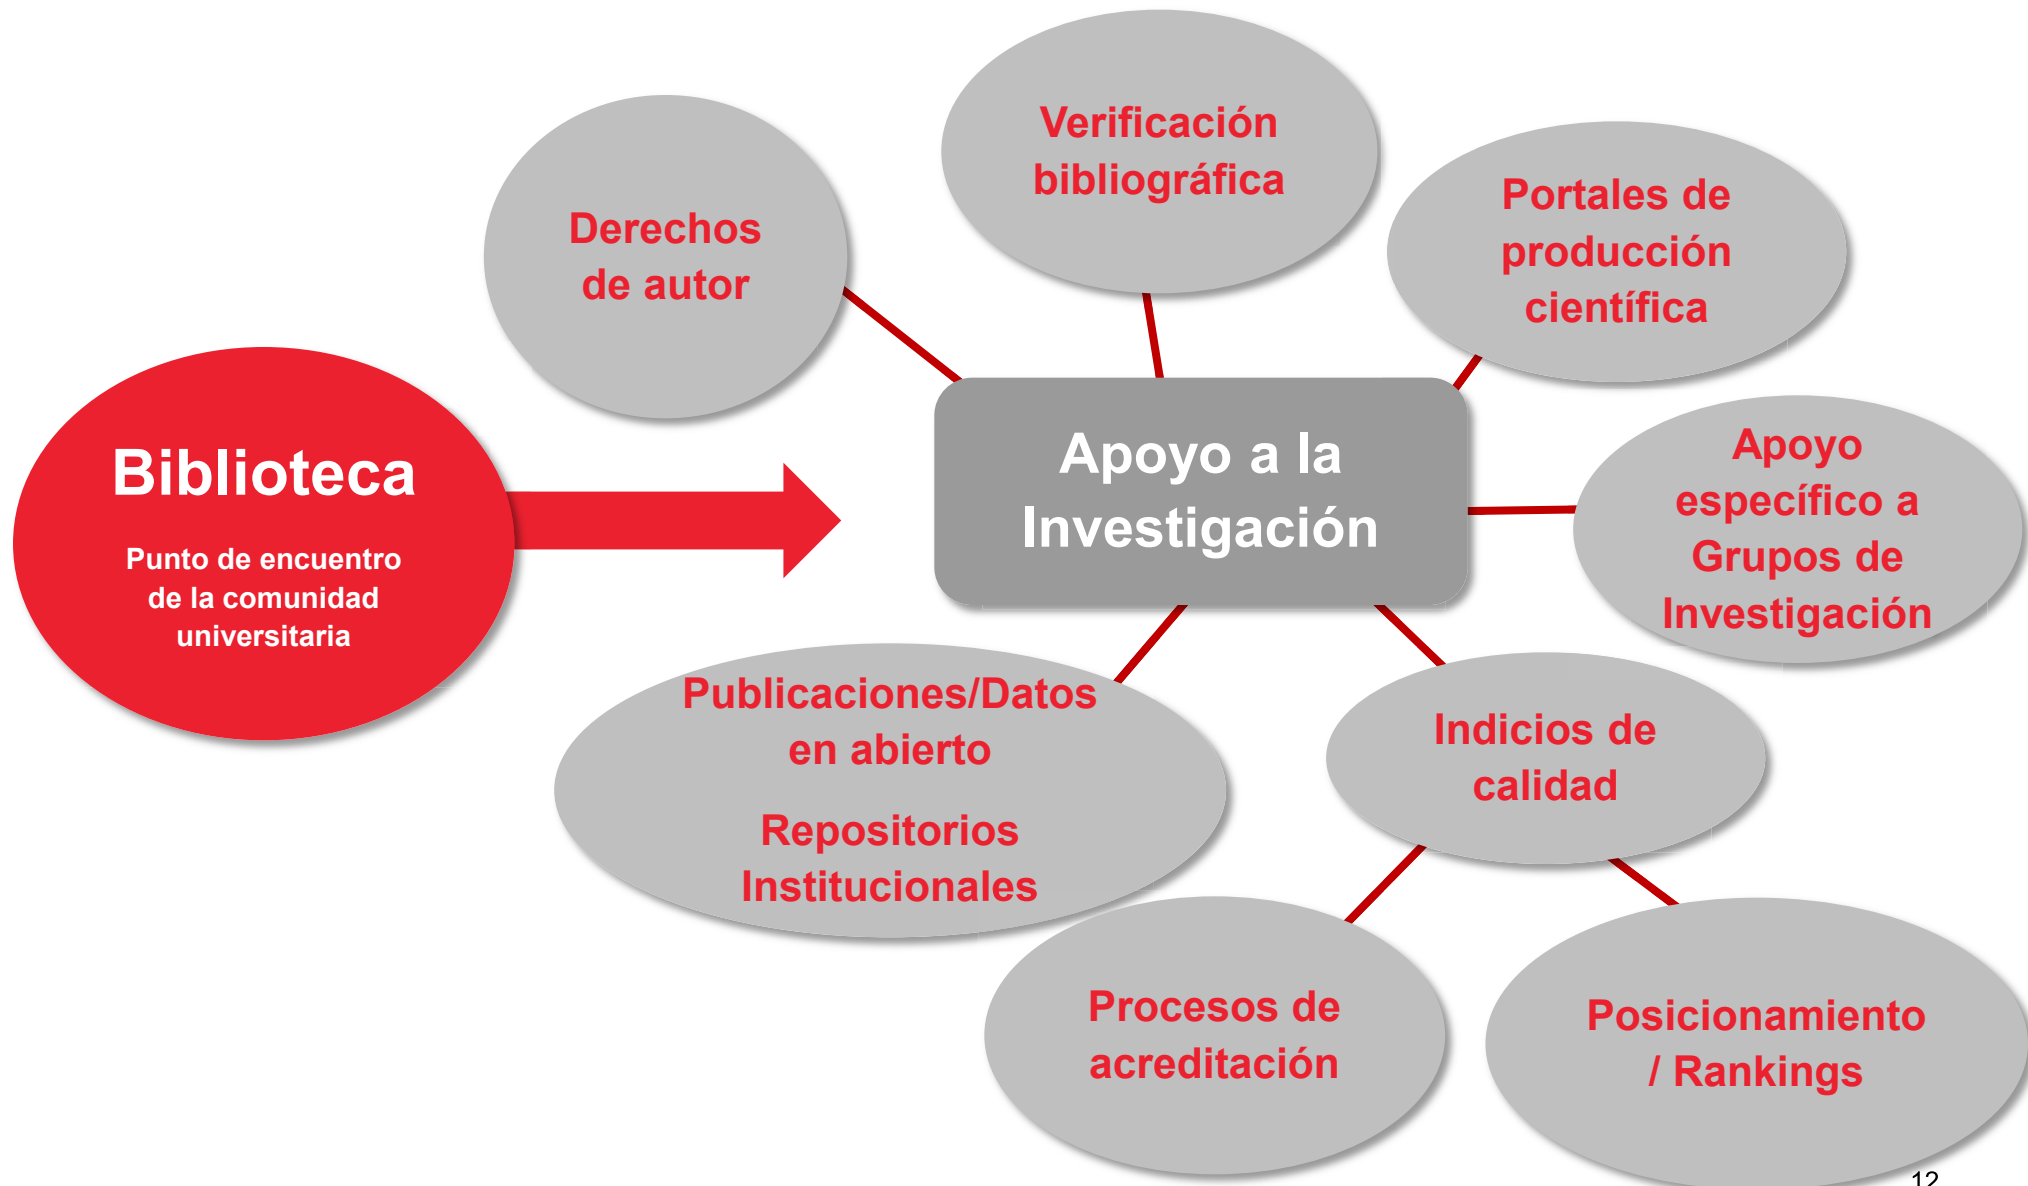 Verificación
bibliográfica
Derechos
de autor
Portales de
producción
científica
Biblioteca
Punto de encuentro
de la comunidad
universitaria
Apoyo a la
Investigación
Apoyo
específico a
Grupos de
Investigación
Publicaciones/Datos
en abierto
Repositorios
Institucionales
Indicios de
calidad
Procesos de
acreditación
Posicionamiento
/ Rankings
12